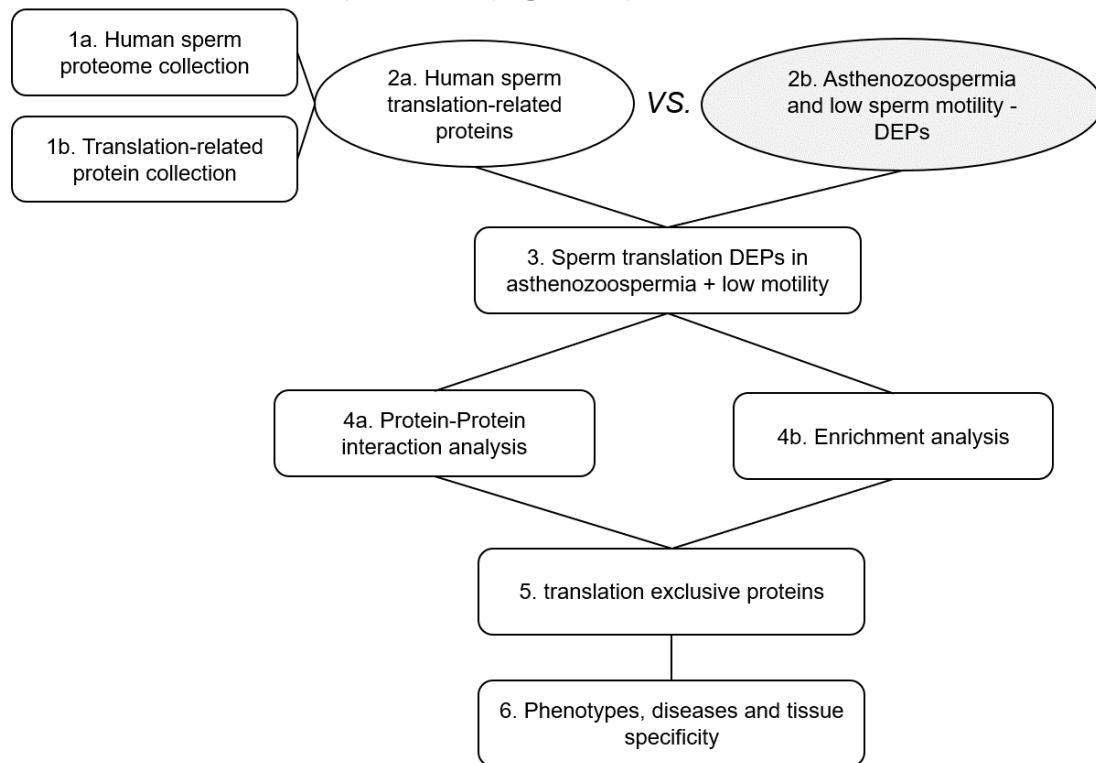 1a. Human sperm
proteome collection
1b. Translation-related
protein collection
2a. Human sperm
translation-related
proteins
VS.
2b. Asthenozoospermia
and low sperm motility -
DEPs
3. Sperm translation DEPs in
asthenozoospermia + low motility
4a. Protein-Protein
interaction analysis
4b. Enrichment analysis
5. translation exclusive proteins
6. Phenotypes, diseases and tissue
specificity